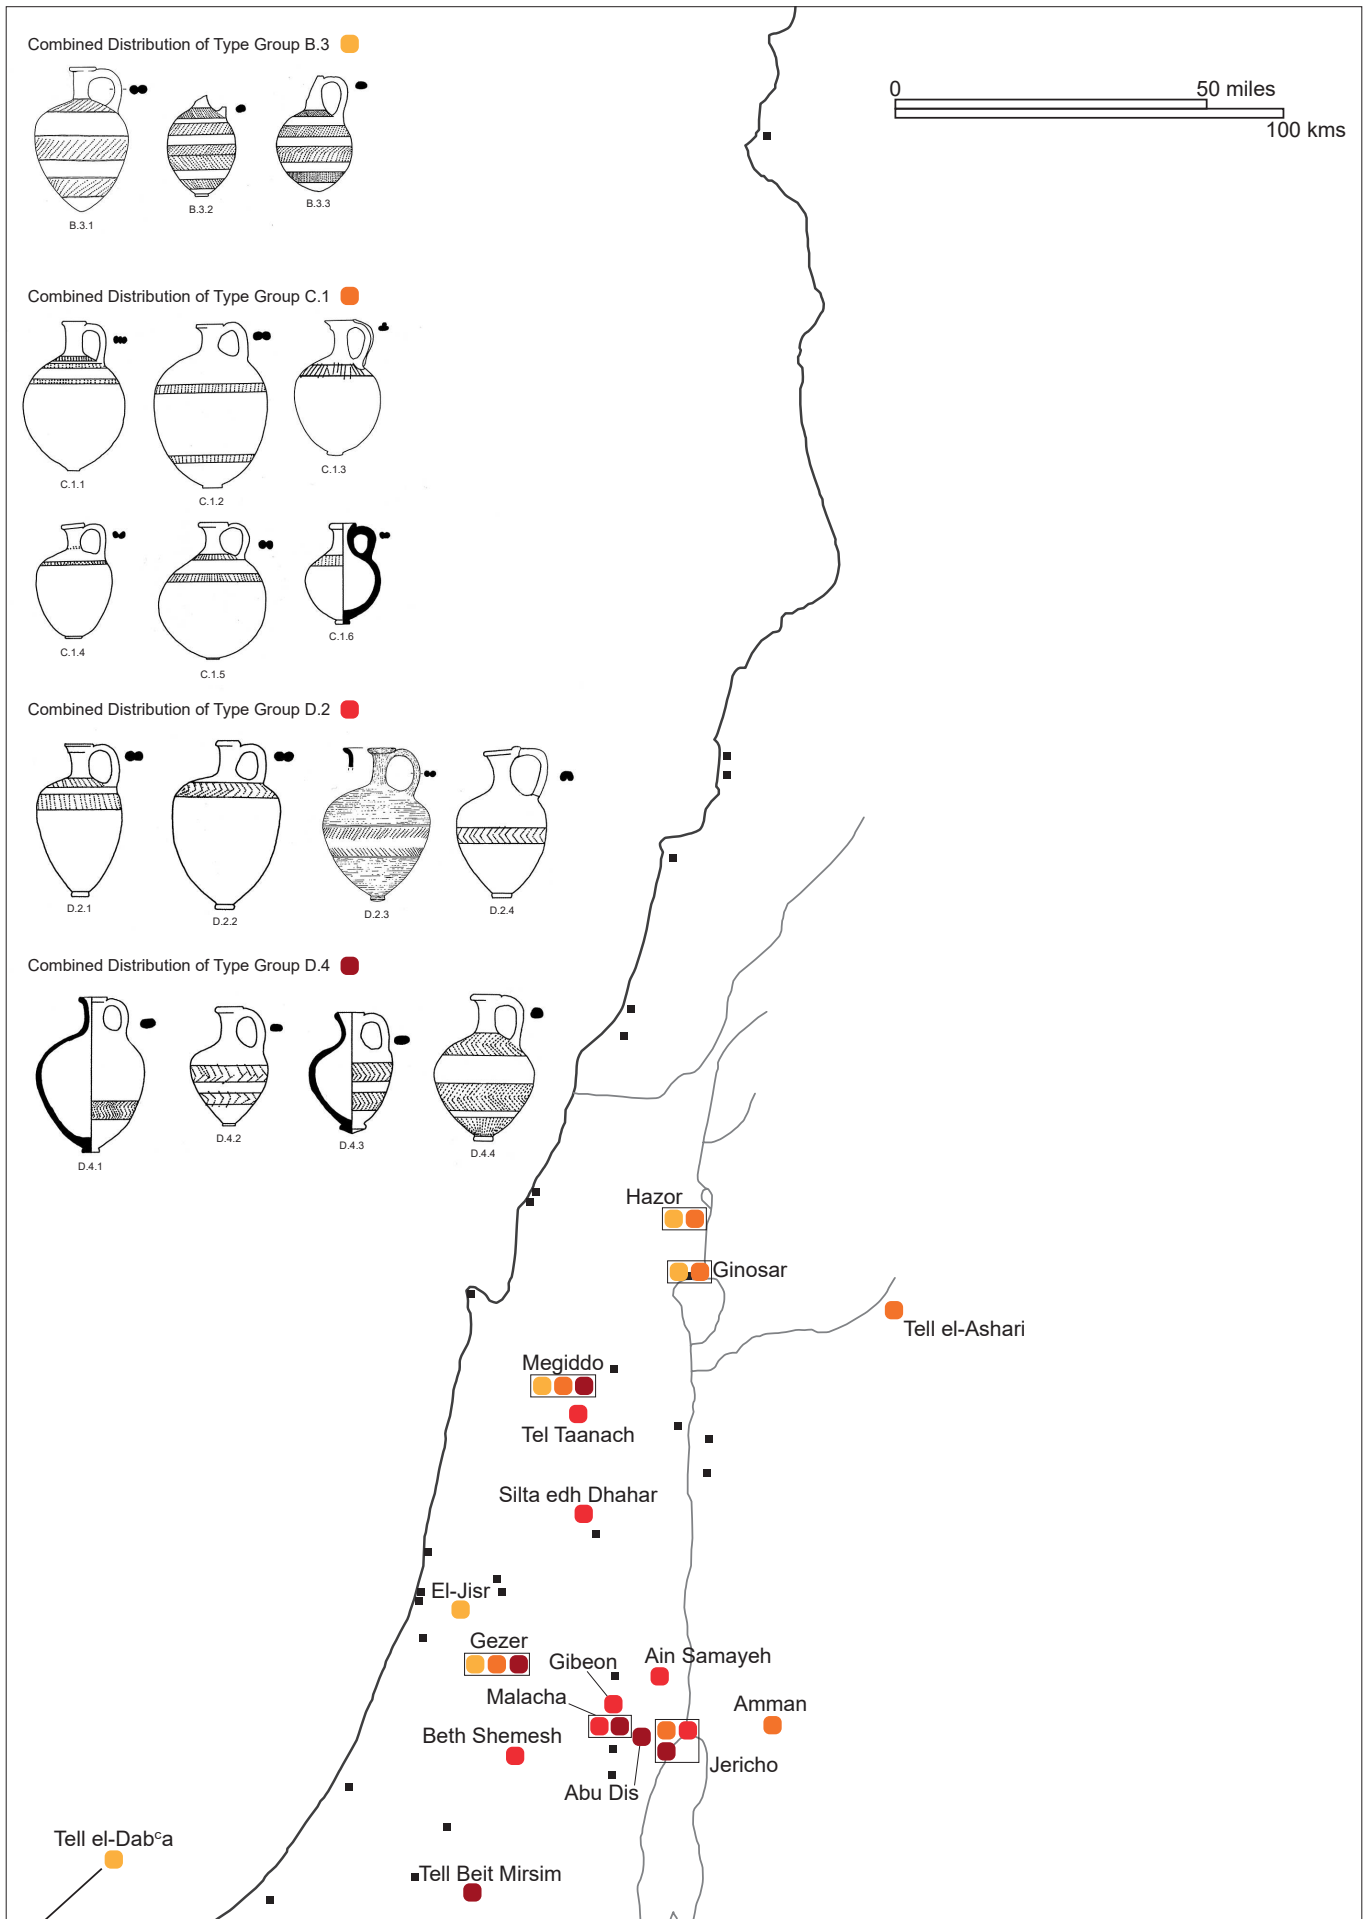 Combined Distribution of Type Group B.3
B.3.1
B.3.2
B.3.3
0 50 miles
100 kms
Combined Distribution of Type Group C.1
C.1.1
C.1.2
C.1.3
C.1.4
C.1.5
C.1.6
Combined Distribution of Type Group D.2
D.2.1
D.2.2
D.2.3
D.2.4
Combined Distribution of Type Group D.4
D.4.1
D.4.2
D.4.3
D.4.4
Hazor
Ginosar
Tell el-Ashari
Megiddo
Tel Taanach
Silta edh Dhahar
El-Jisr
Gezer
Gibeon
Ain Samayeh
Malacha
Amman
Beth Shemesh
Jericho
Abu Dis
Tell el-Dabᶜa
Tell Beit Mirsim